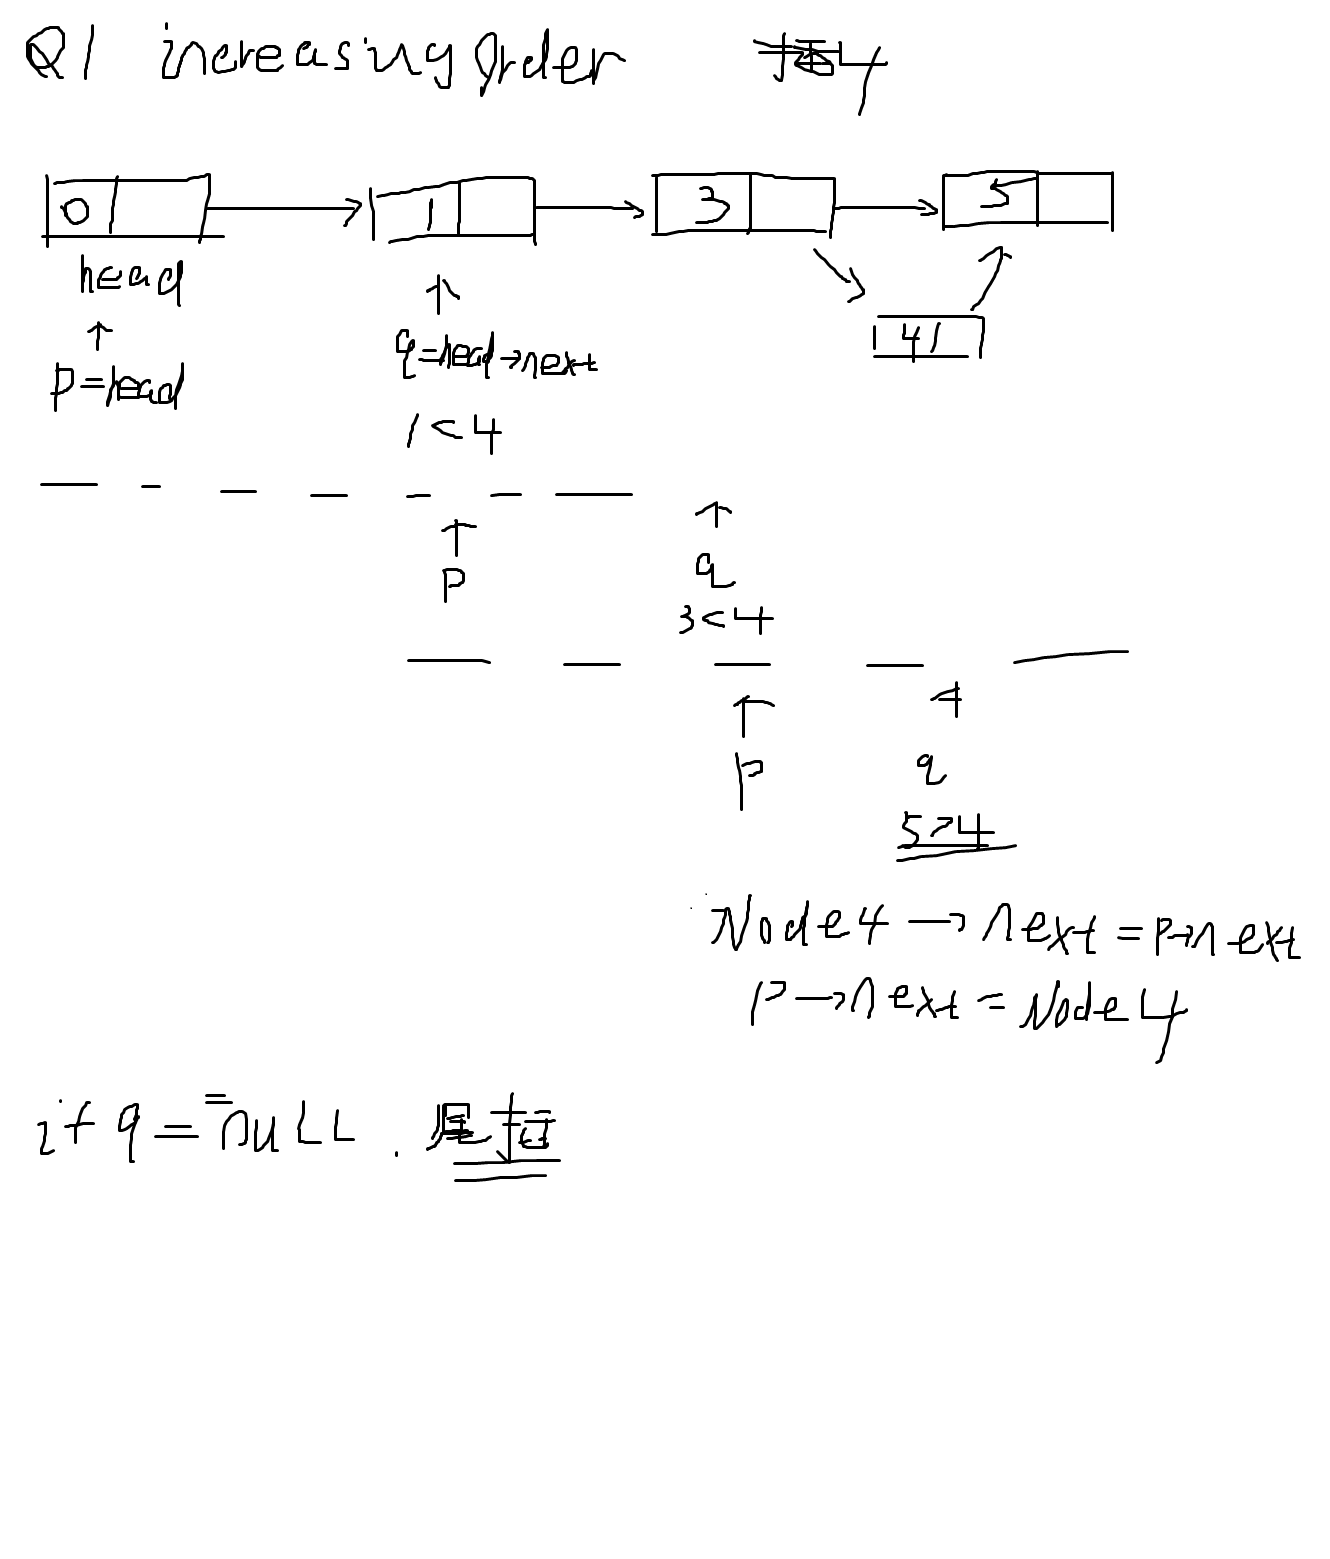 Q1 increasing Order 插4
0 1 3 5
head
4
p=head
q=head→next
1<4
p
q
3<4
p
q
5>4
Node4→next=p→next
p→next=Node4
if q==nuLL. 尾插